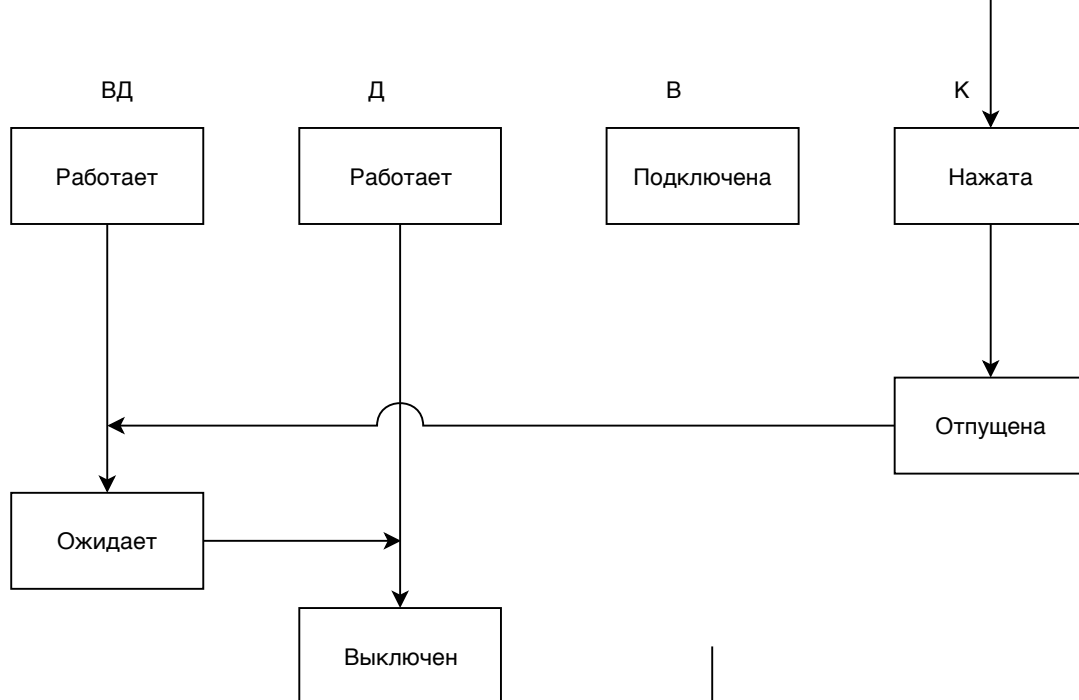 ВД
Д
В
К
Работает
Работает
Подключена
Нажата
Отпущена
Ожидает
Выключен